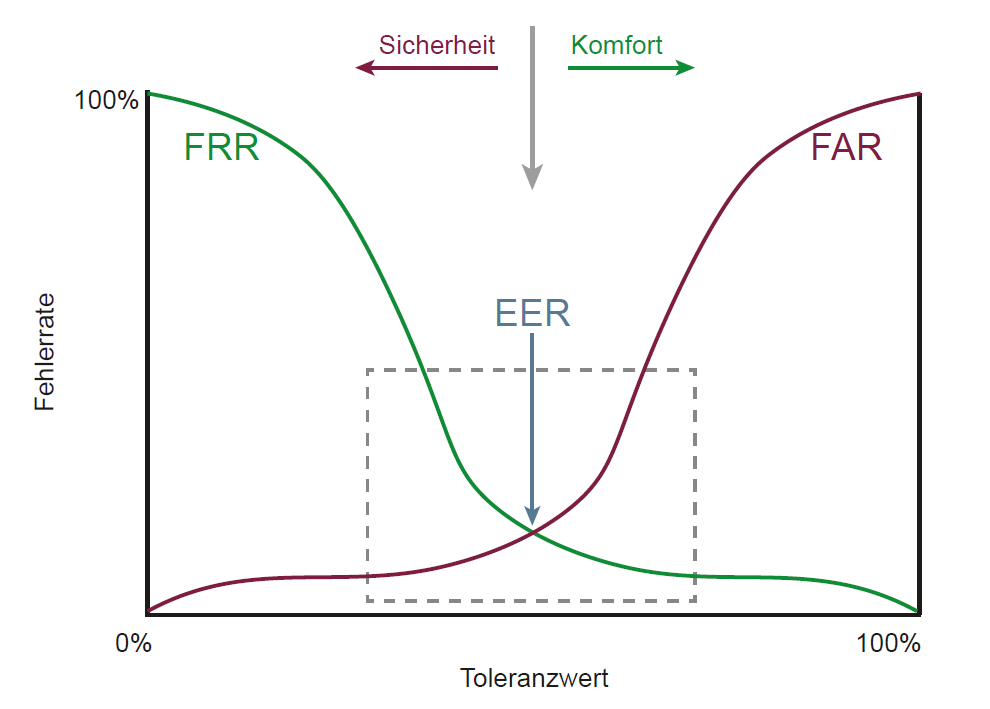 Sicherheit
Komfort
100%
FRR
FAR
EER
Fehlerrate
0%
100%
Toleranzwert